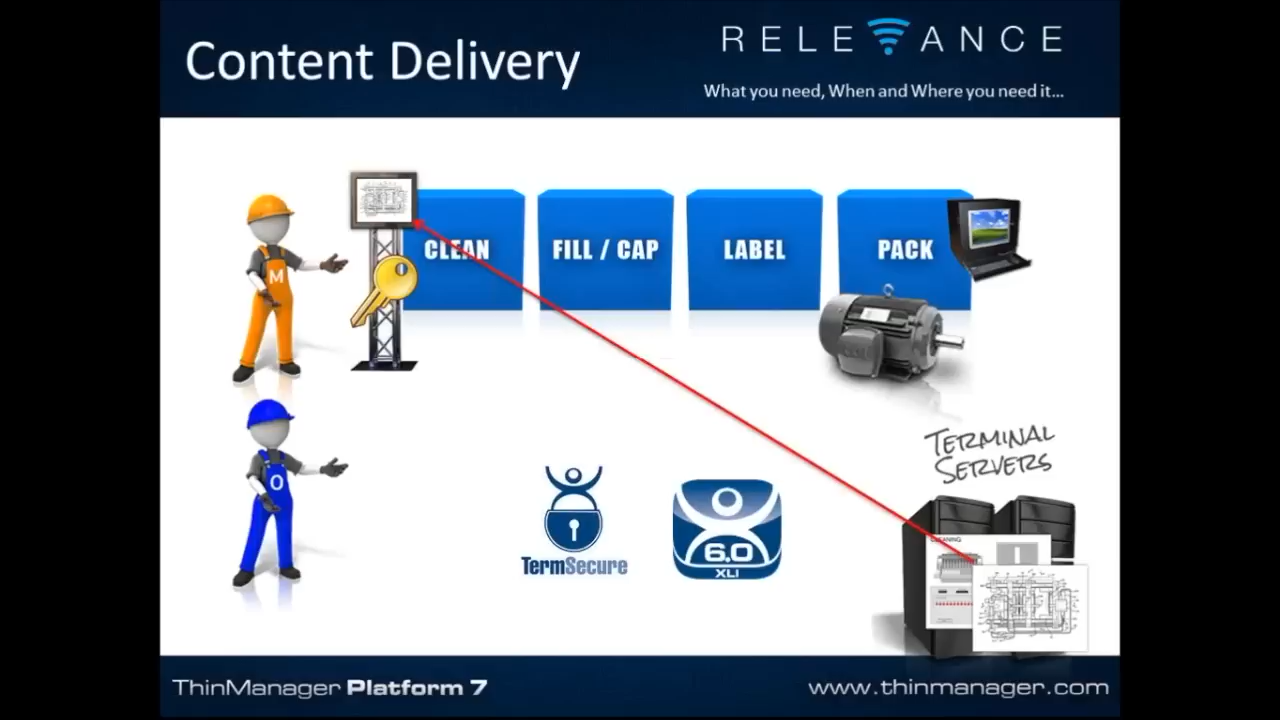 Content Delivery
RELEVANCE
What you need, When and Where you need it...
CLEAN
FILL / CAP
LABEL
PACK
M
O
TERMINAL
SERVERS
TermSecure
6.0
XLi
CLEANING
ThinManager Platform 7
www.thinmanager.com